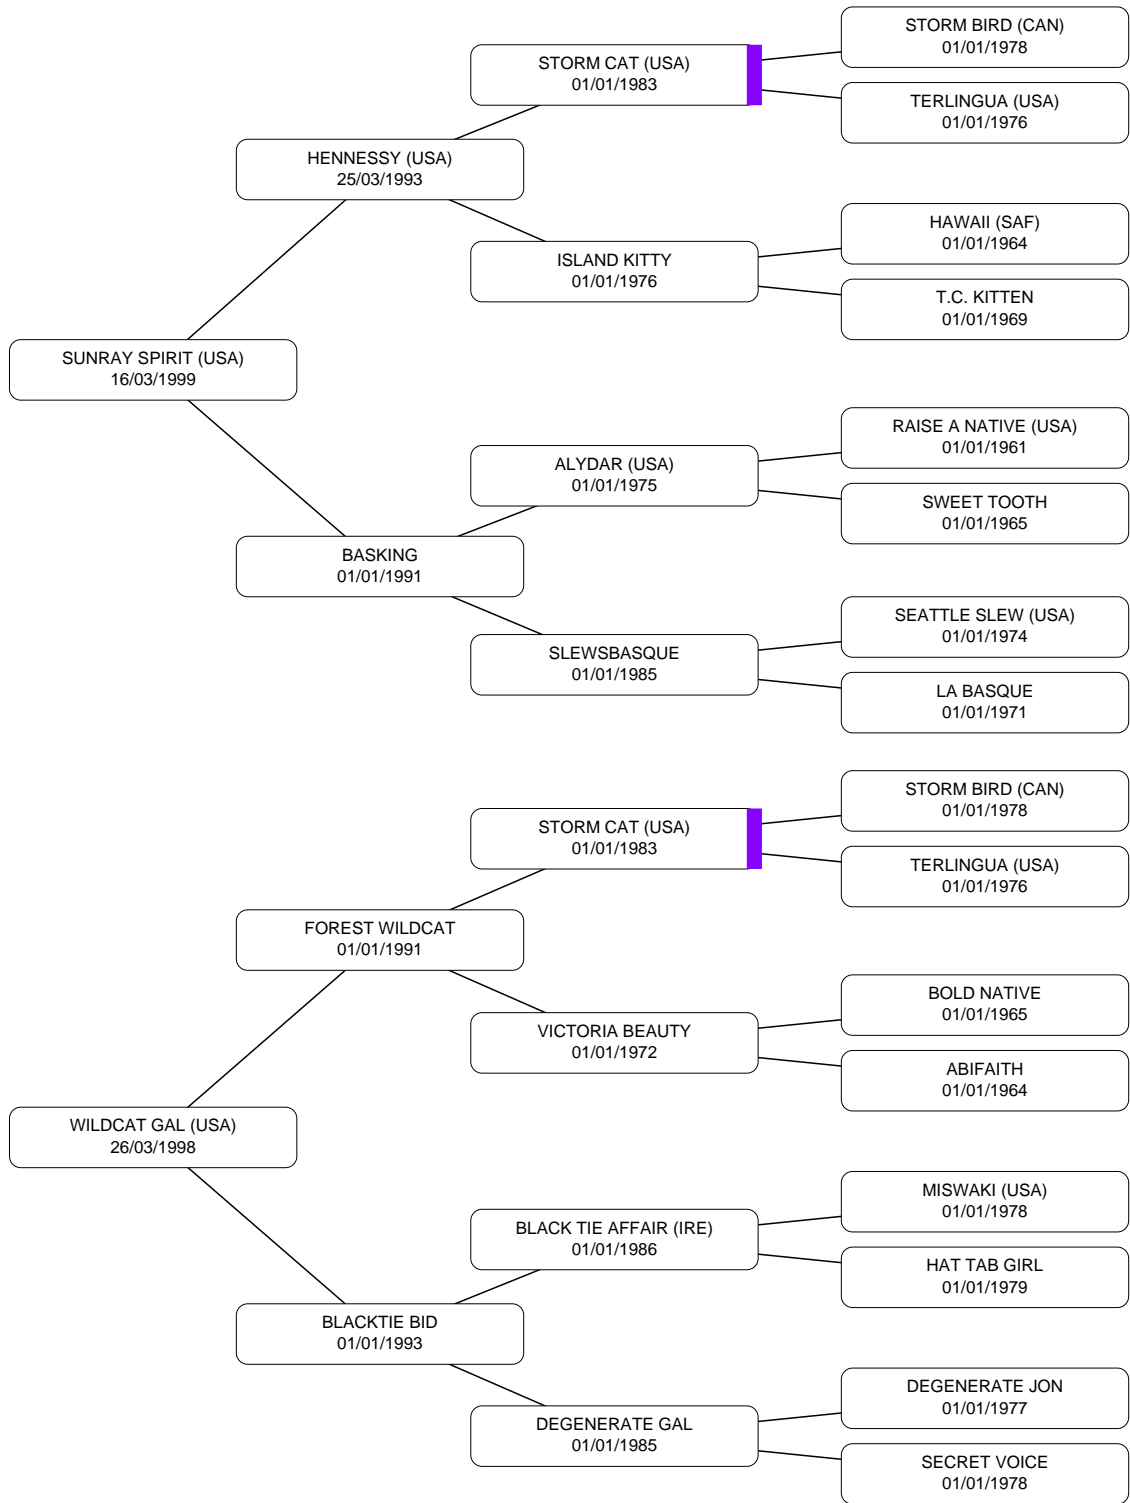 STORM BIRD (CAN)
01/01/1978
STORM CAT (USA)
01/01/1983
TERLINGUA (USA)
01/01/1976
HENNESSY (USA)
25/03/1993
HAWAII (SAF)
01/01/1964
ISLAND KITTY
01/01/1976
T.C. KITTEN
01/01/1969
SUNRAY SPIRIT (USA)
16/03/1999
RAISE A NATIVE (USA)
01/01/1961
ALYDAR (USA)
01/01/1975
SWEET TOOTH
01/01/1965
BASKING
01/01/1991
SEATTLE SLEW (USA)
01/01/1974
SLEWSBASQUE
01/01/1985
LA BASQUE
01/01/1971
STORM BIRD (CAN)
01/01/1978
STORM CAT (USA)
01/01/1983
TERLINGUA (USA)
01/01/1976
FOREST WILDCAT
01/01/1991
BOLD NATIVE
01/01/1965
VICTORIA BEAUTY
01/01/1972
ABIFAITH
01/01/1964
WILDCAT GAL (USA)
26/03/1998
MISWAKI (USA)
01/01/1978
BLACK TIE AFFAIR (IRE)
01/01/1986
HAT TAB GIRL
01/01/1979
BLACKTIE BID
01/01/1993
DEGENERATE JON
01/01/1977
DEGENERATE GAL
01/01/1985
SECRET VOICE
01/01/1978